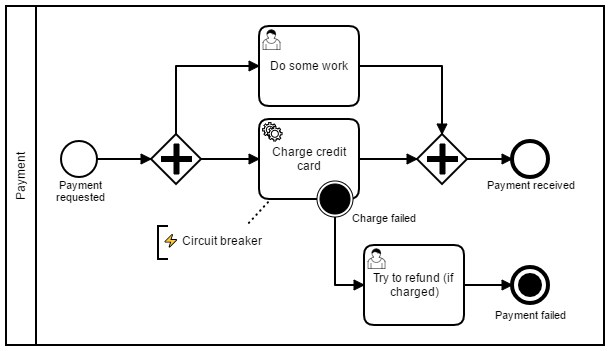 Payment
Do some work
Payment
requested
Charge credit
card
Payment received
Charge failed
⚡ Circuit breaker
Try to refund (if
charged)
Payment failed